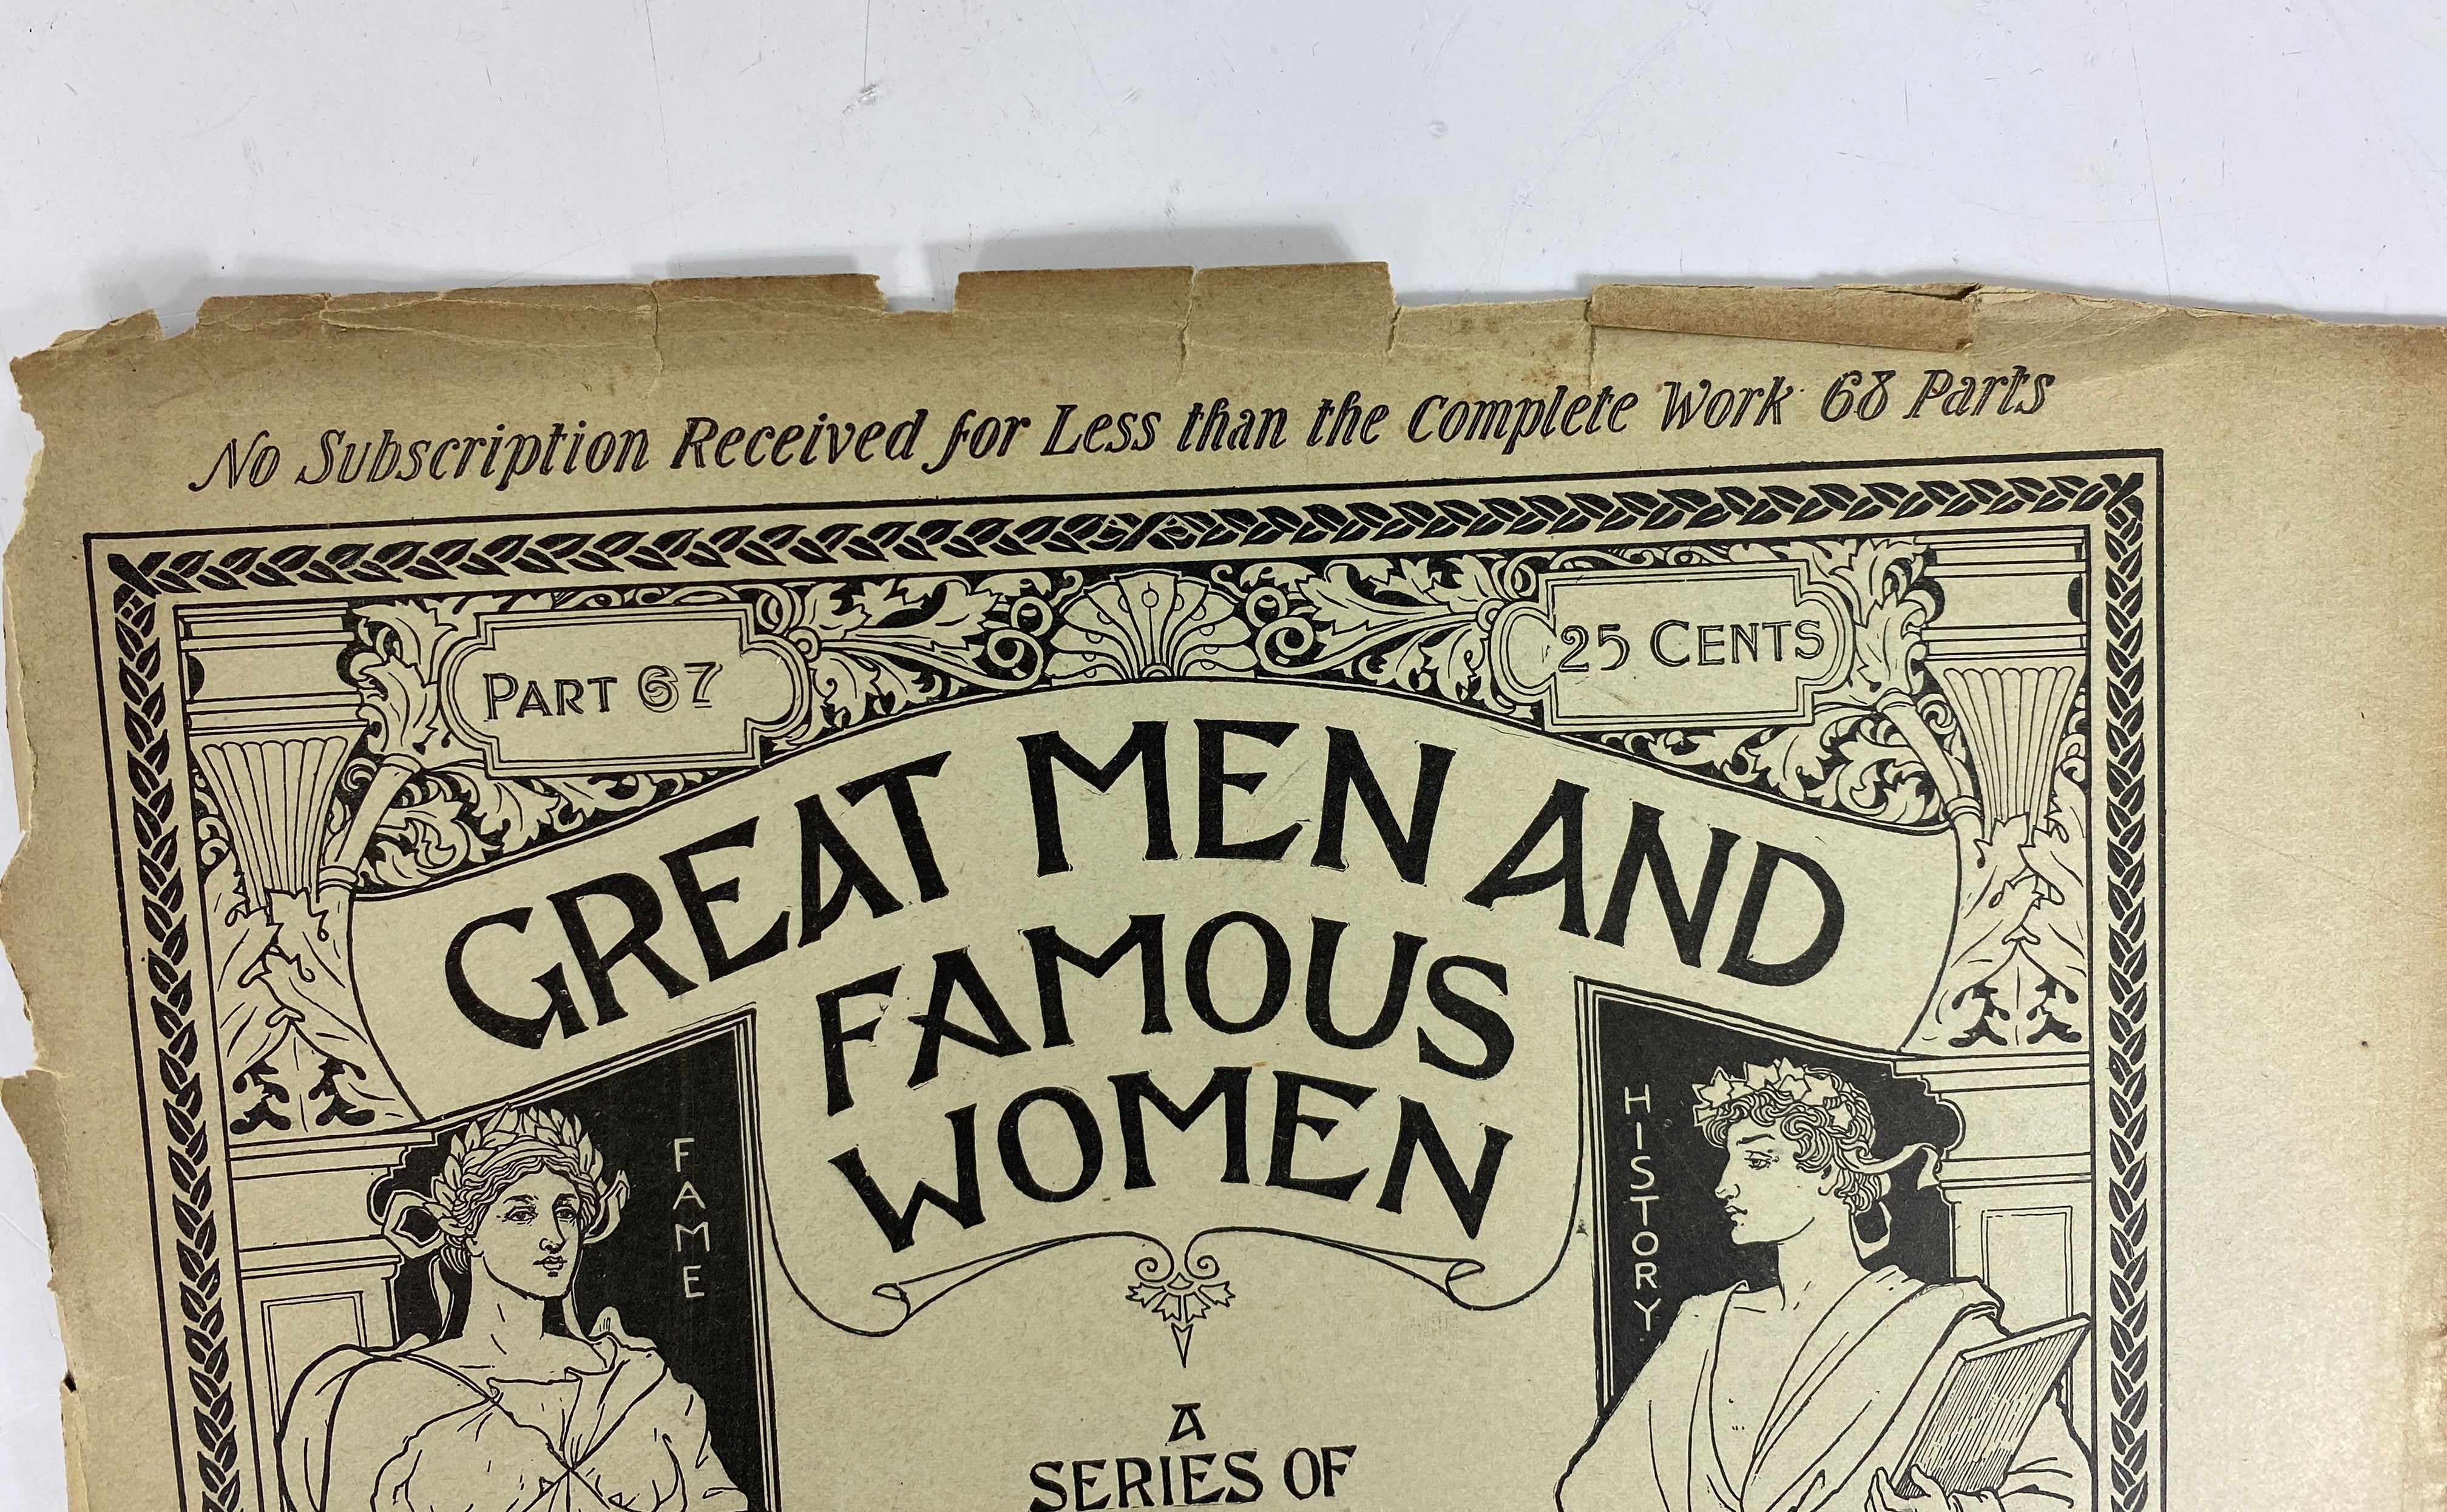 No Subscription Received for Less than the Complete Work 68 Parts
PART 67
25 CENTS
GREAT MEN AND
FAMOUS
WOMEN
FAME
HISTORY
A
SERIES OF